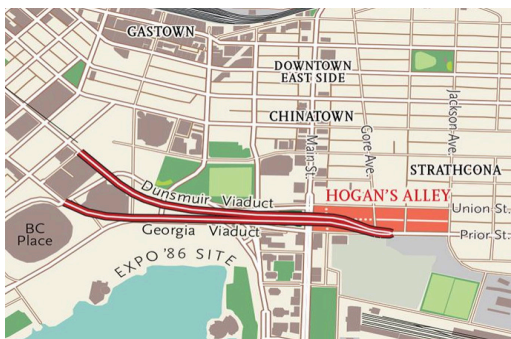 GASTOWN
DOWNTOWN
EAST SIDE
CHINATOWN
Main St.
Gore Ave.
Jackson Ave.
STRATHCONA
HOGAN'S ALLEY
Dunsmuir Viaduct
Union St.
Georgia Viaduct
Prior St.
BC
Place
EXPO '86 SITE